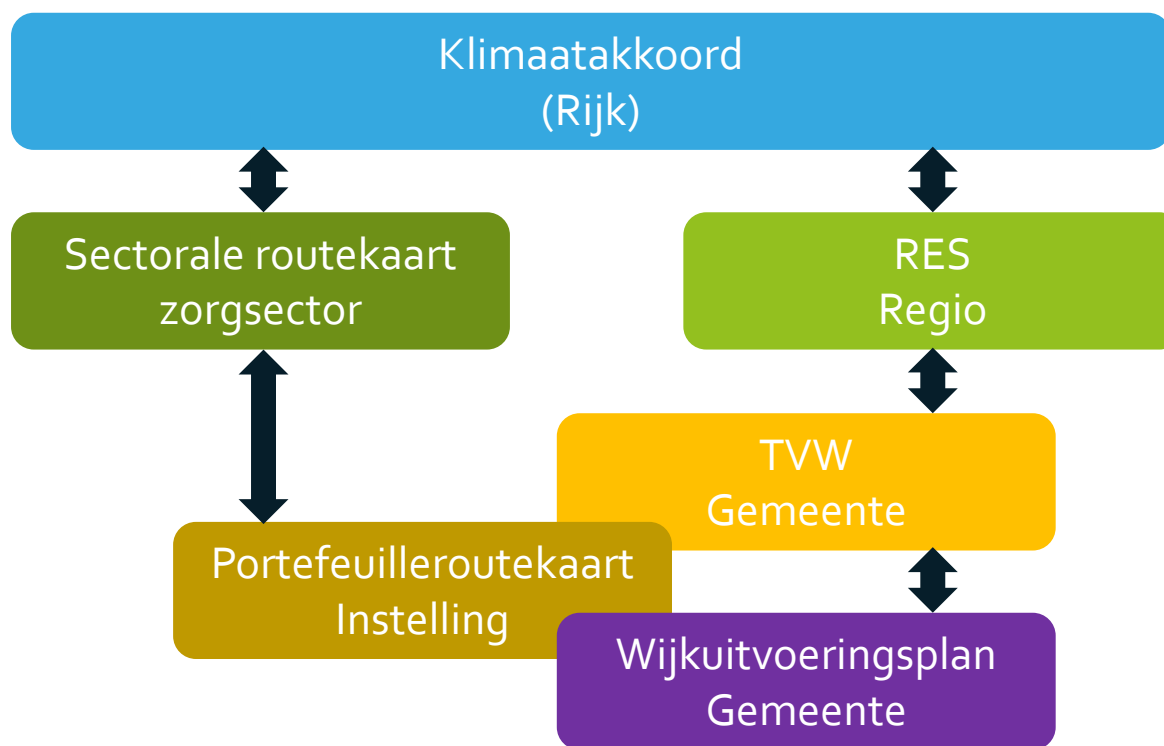 Klimaatakkoord
(Rijk)
Sectorale routekaart
zorgsector
RES
Regio
TVW
Gemeente
Portefeuilleroutekaart
Instelling
Wijkuitvoeringsplan
Gemeente